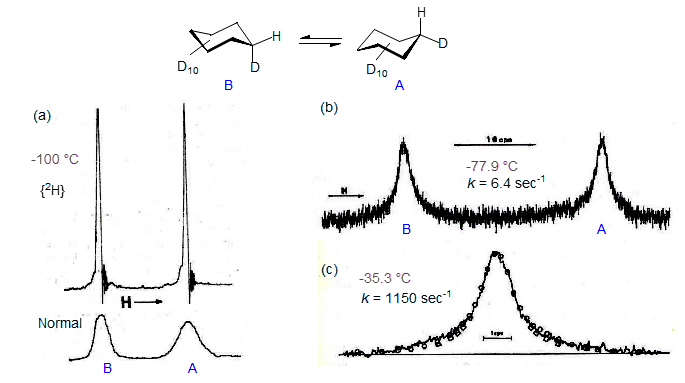 H
H
D
D
D10
D10
B
A
(a)
-100 °C
{²H}
H
Normal
B
A
(b)
10 cps
-77.9 °C
k = 6.4 sec⁻¹
H
B
A
(c)
-35.3 °C
k = 1150 sec⁻¹
1 cps